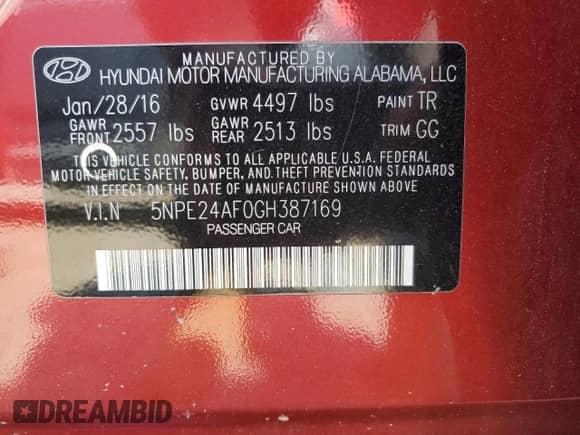 MANUFACTURED BY
HYUNDAI MOTOR MANUFACTURING ALABAMA, LLC
Jan/28/16 GVWR 4497 lbs PAINT TR
GAWR FRONT 2557 lbs GAWR REAR 2513 lbs TRIM GG
THIS VEHICLE CONFORMS TO ALL APPLICABLE U.S.A. FEDERAL
MOTOR VEHICLE SAFETY, BUMPER, AND THEFT PREVENTION STANDARDS
IN EFFECT ON THE DATE OF MANUFACTURE SHOWN ABOVE
V.I.N 5NPE24AF0GH387169
PASSENGER CAR
DREAMBID